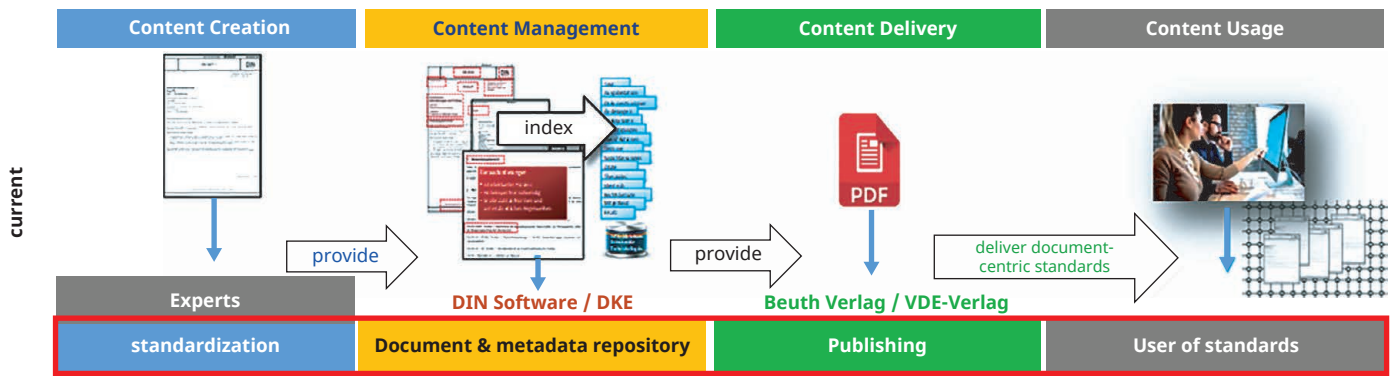 Content Creation
Content Management
Content Delivery
Content Usage
current
index
PDF
provide
provide
deliver document-
centric standards
Experts
DIN Software / DKE
Beuth Verlag / VDE-Verlag
standardization
Document & metadata repository
Publishing
User of standards